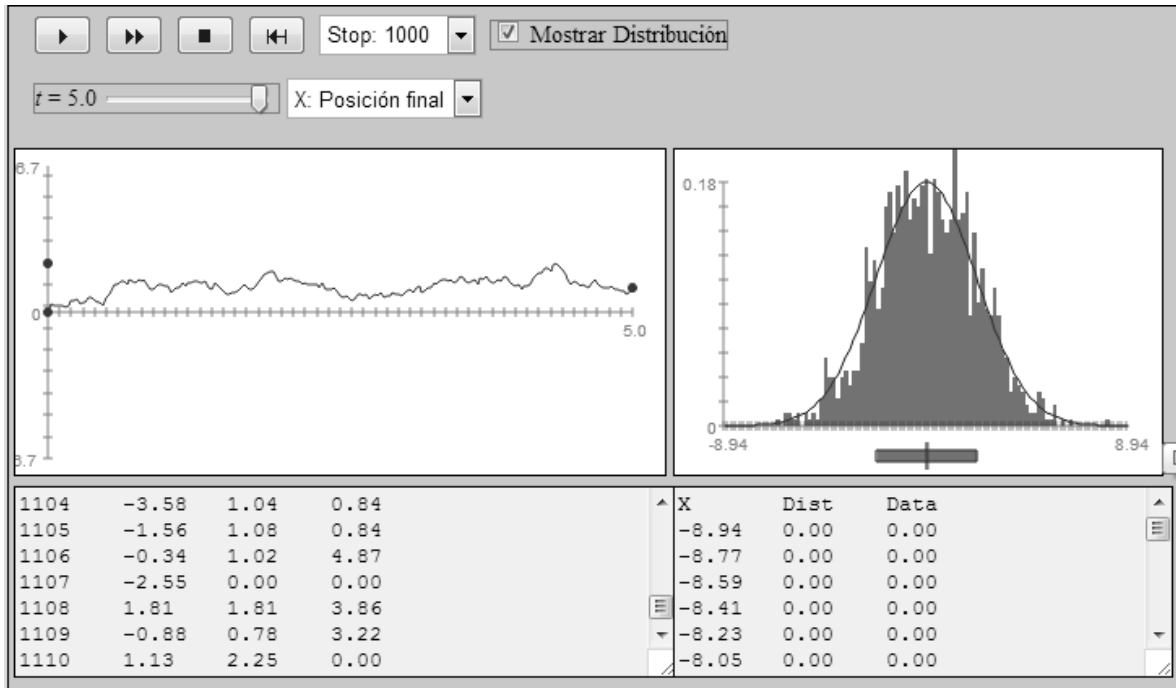 Stop: 1000 Mostrar Distribución
t = 5.0 X: Posición final
0
5.0
0.18
0
-8.94 8.94
1104 -3.58 1.04 0.84
1105 -1.56 1.08 0.84
1106 -0.34 1.02 4.87
1107 -2.55 0.00 0.00
1108 1.81 1.81 3.86
1109 -0.88 0.78 3.22
1110 1.13 2.25 0.00
X Dist Data
-8.94 0.00 0.00
-8.77 0.00 0.00
-8.59 0.00 0.00
-8.41 0.00 0.00
-8.23 0.00 0.00
-8.05 0.00 0.00